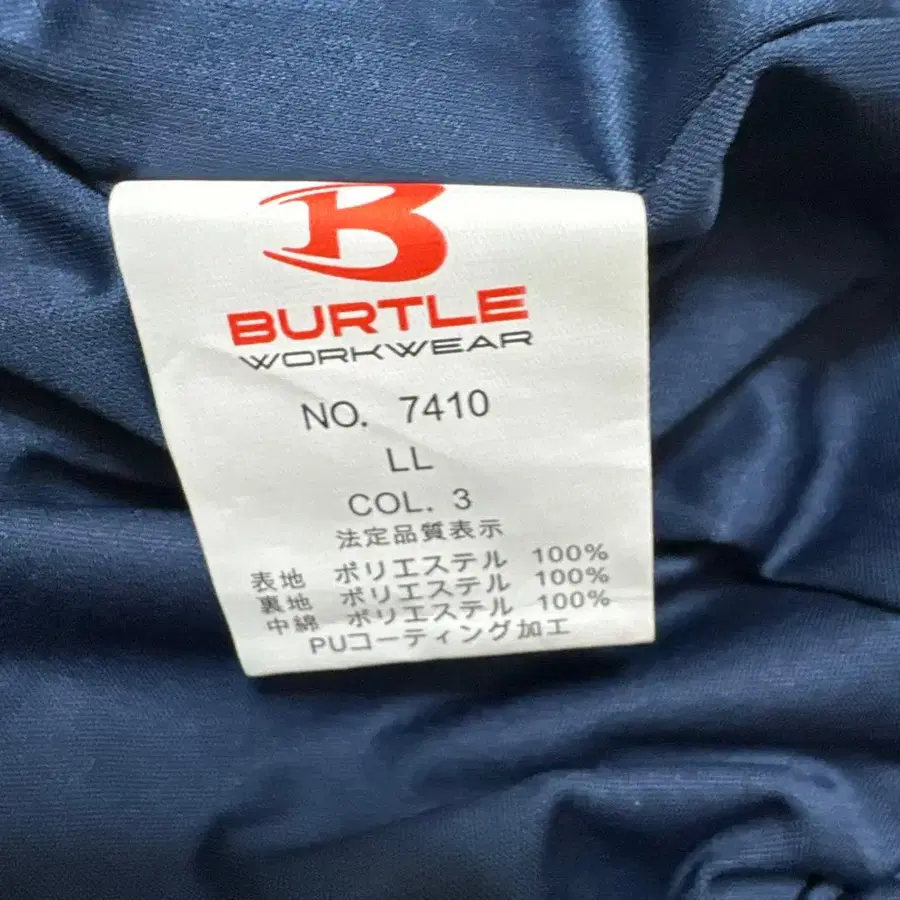 B
BURTLE
WORKWEAR
NO. 7410
LL
COL. 3
法定品質表示
表地 ポリエステル 100%
裏地 ポリエステル 100%
中綿 ポリエステル 100%
PUコーティング加工